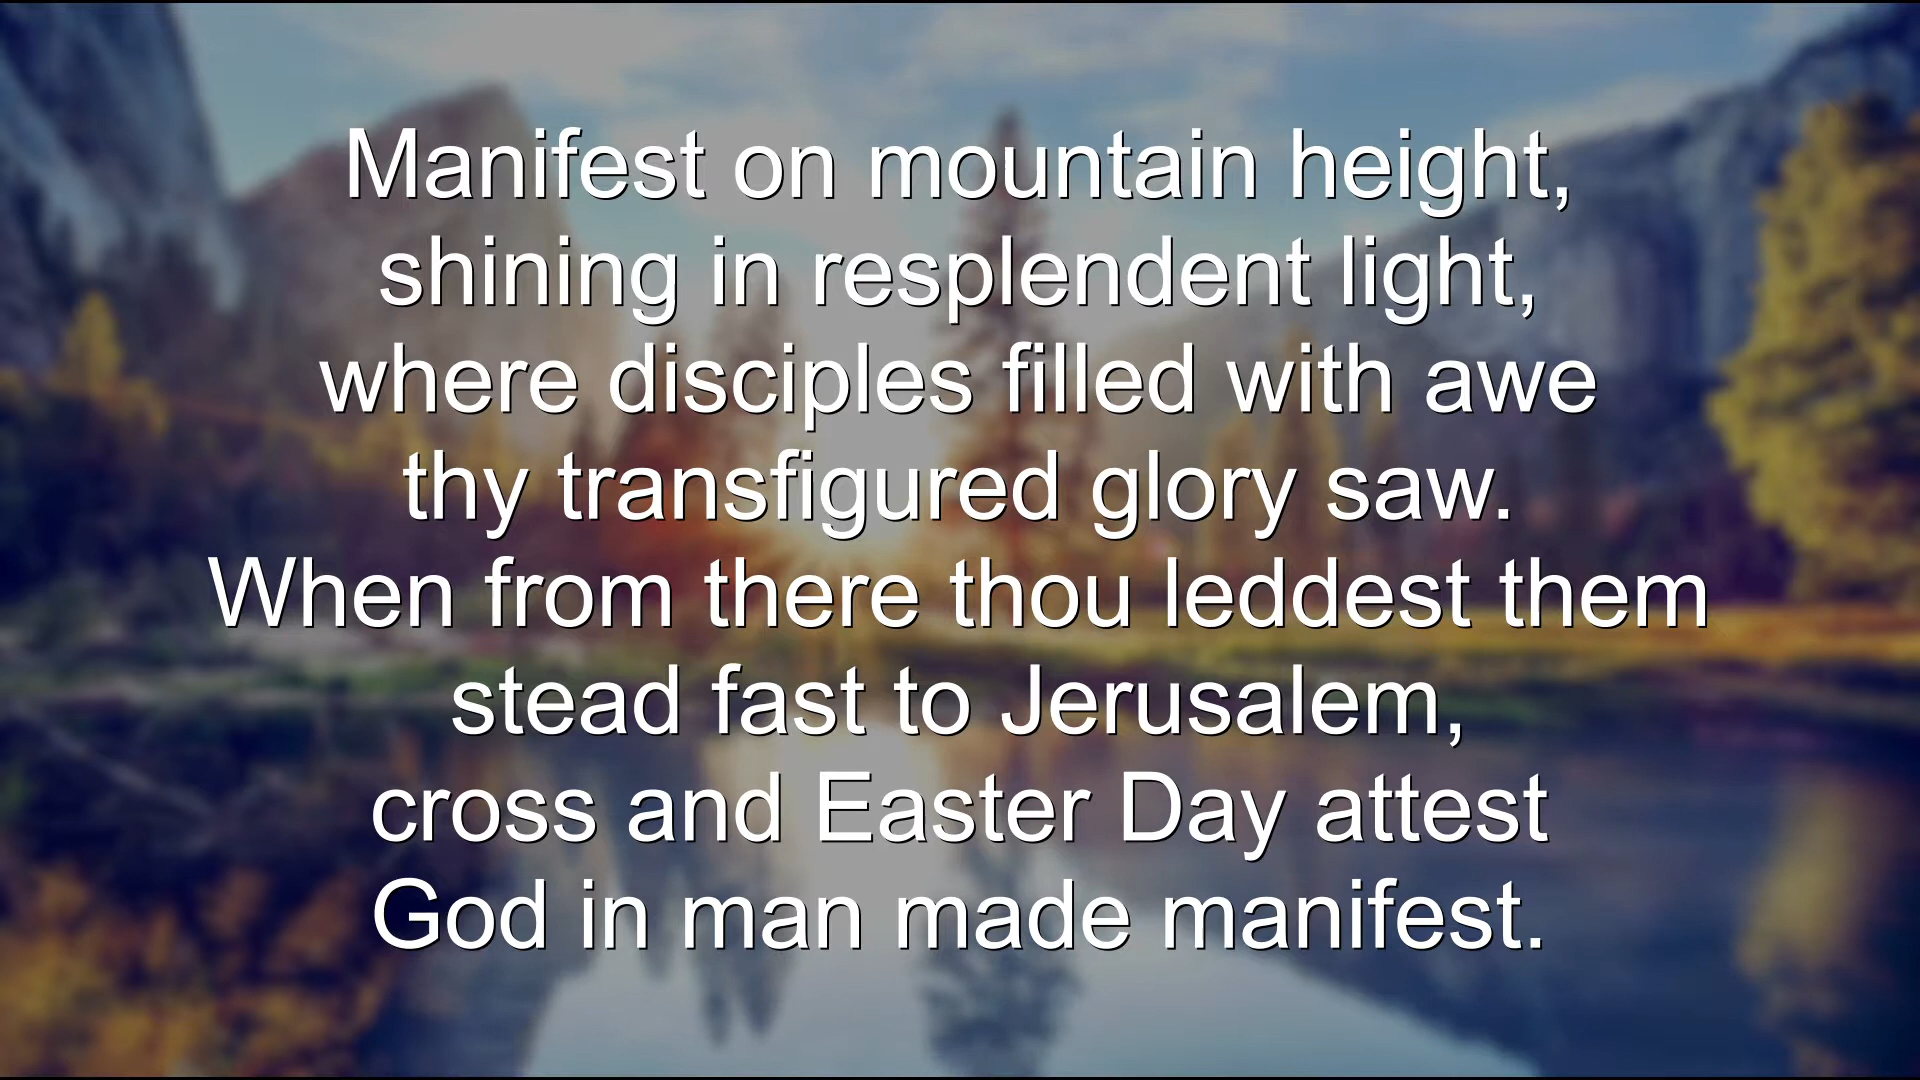 Manifest on mountain height,
shining in resplendent light,
where disciples filled with awe
thy transfigured glory saw.
When from there thou leddest them
stead fast to Jerusalem,
cross and Easter Day attest
God in man made manifest.